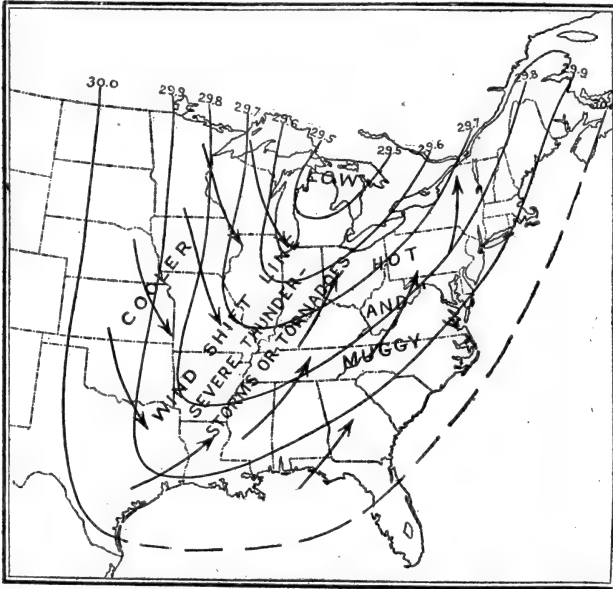 30.0
29.9
29.8
29.7
29.6
29.5
29.5
29.6
29.7
29.8
29.9
LOW
COOLER
WIND SHIFT LINE
SEVERE THUNDER-
STORMS OR TORNADOES
HOT
AND
MUGGY